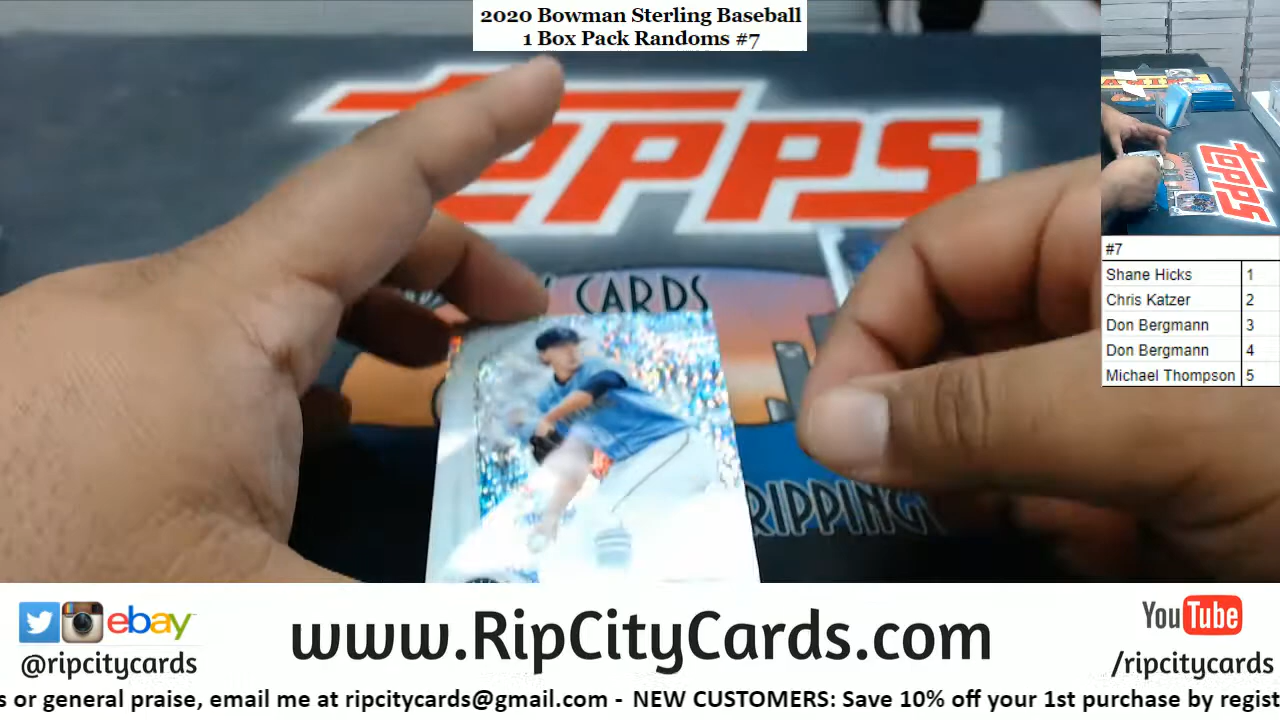 2020 Bowman Sterling Baseball
1 Box Pack Randoms #7
Topps
CARDS
RIPPING
Topps
#7
Shane Hicks 1
Chris Katzer 2
Don Bergmann 3
Don Bergmann 4
Michael Thompson 5
ebay
@ripcitycards
www.RipCityCards.com
YouTube
/ripcitycards
s or general praise, email me at ripcitycards@gmail.com - NEW CUSTOMERS: Save 10% off your 1st purchase by regist